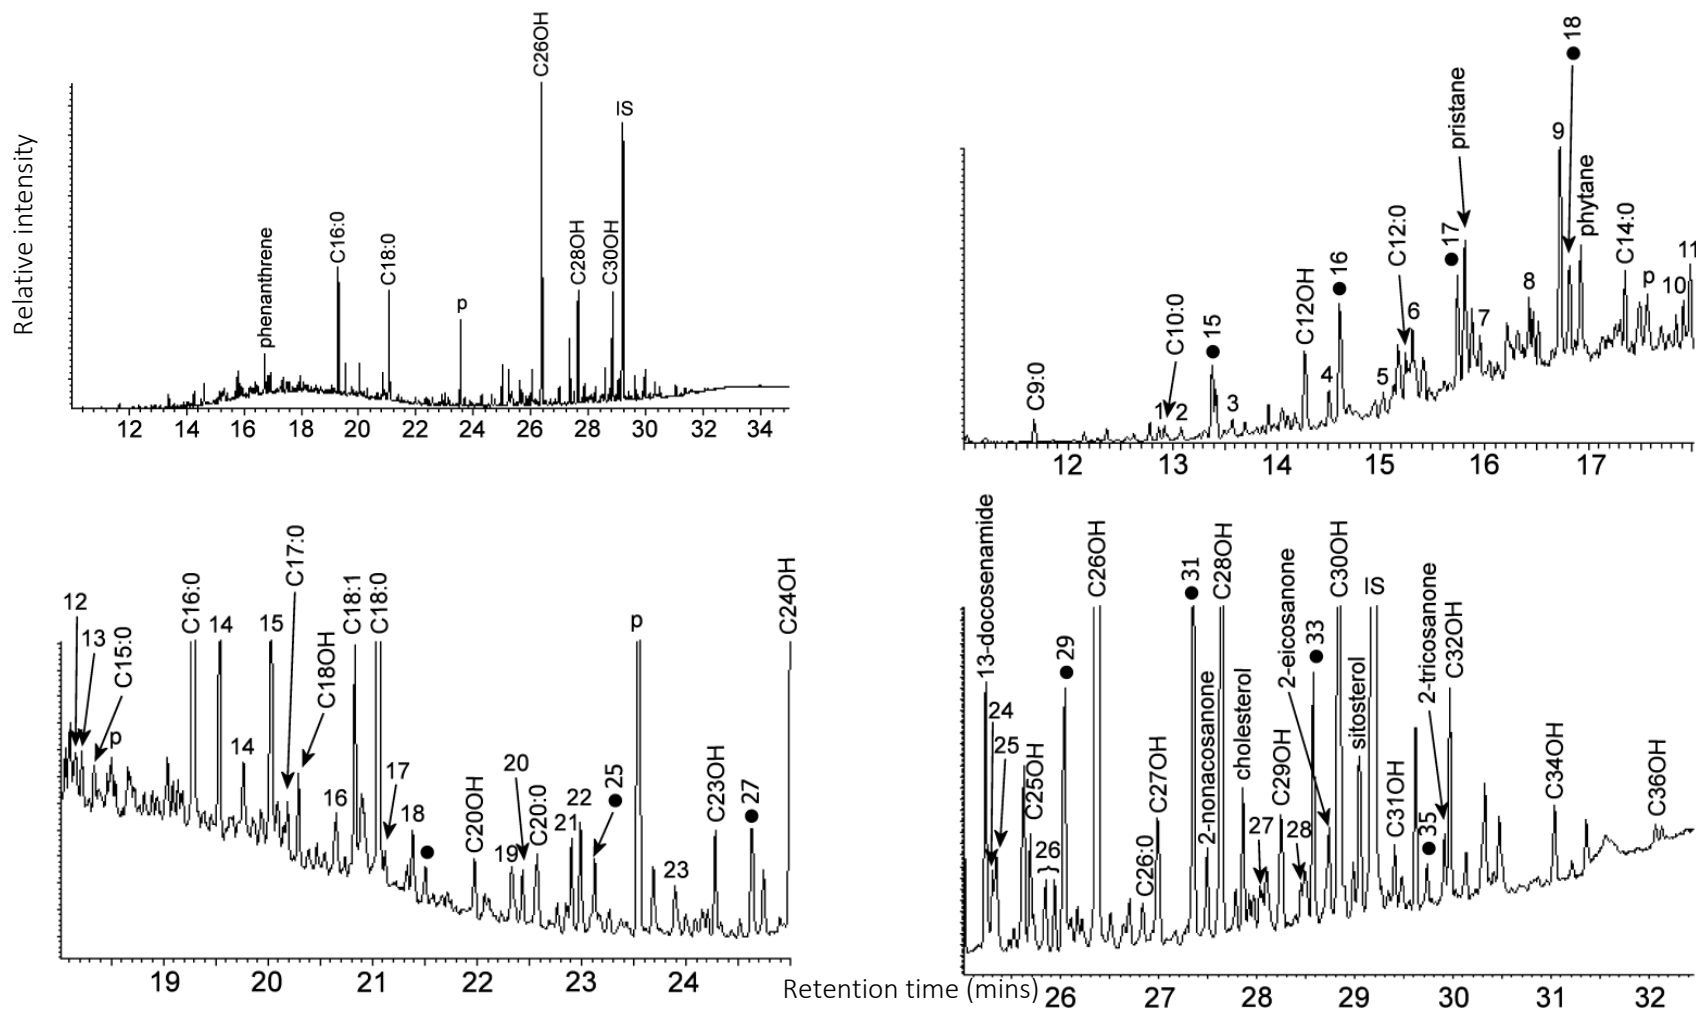 Relative intensity
phenanthrene
C16:0
C18:0
p
C26OH
C28OH
C30OH
IS
12 14 16 18 20 22 24 26 28 30 32 34
C9:0
1
C10:0
2
● 15
3
C12OH
4
● 16
5
C12:0
6
● 17
pristane
7
8
9
● 18
phytane
C14:0
p
10
11
12 13 14 15 16 17
12
13
C15:0
p
C16:0
14
14
15
C17:0
C18OH
16
C18:1
C18:0
17
18
●
C20OH
19
20
C20:0
21
22
● 25
p
23
C23OH
● 27
C24OH
19 20 21 22 23 24
13-docosenamide
24
25
C25OH
26
}
● 29
C26OH
C26:0
C27OH
● 31
2-nonacosanone
C28OH
cholesterol
27
C29OH
28
2-eicosanone
● 33
C30OH
sitosterol
IS
C31OH
● 35
2-tricosanone
C32OH
C34OH
C36OH
26 27 28 29 30 31 32
Retention time (mins)